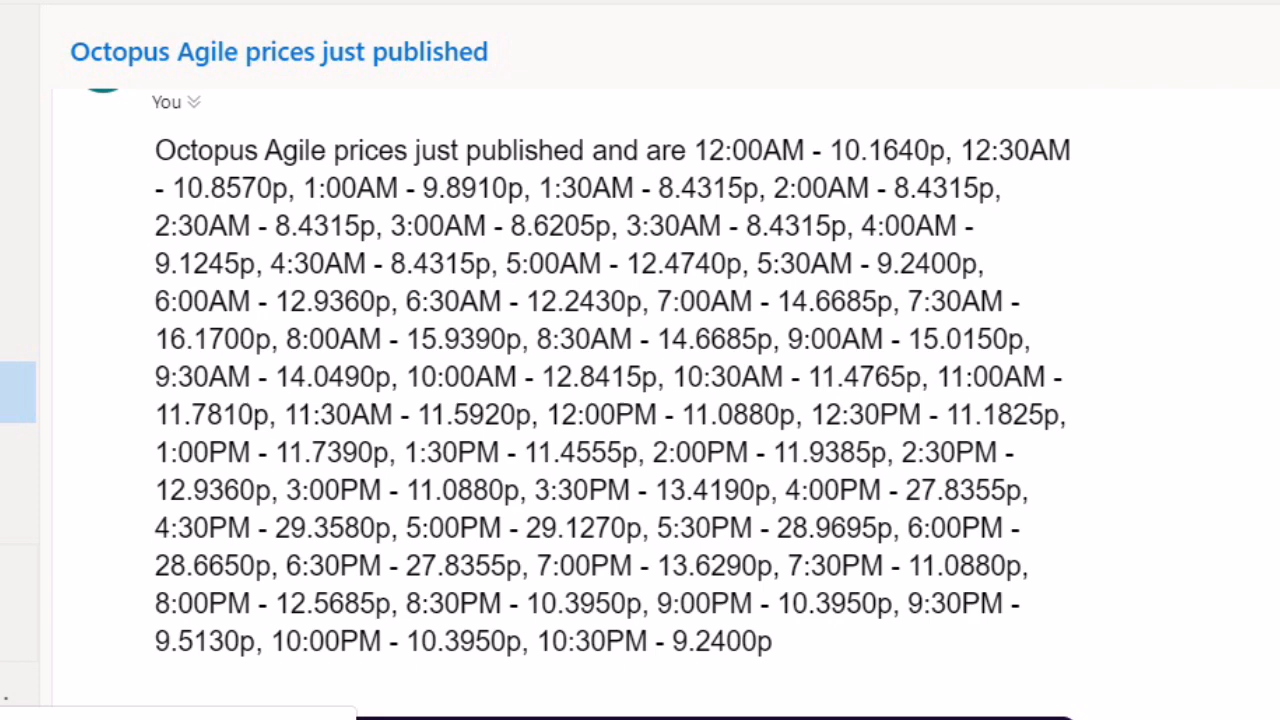 Octopus Agile prices just published
You
Octopus Agile prices just published and are 12:00AM - 10.1640p, 12:30AM
- 10.8570p, 1:00AM - 9.8910p, 1:30AM - 8.4315p, 2:00AM - 8.4315p,
2:30AM - 8.4315p, 3:00AM - 8.6205p, 3:30AM - 8.4315p, 4:00AM -
9.1245p, 4:30AM - 8.4315p, 5:00AM - 12.4740p, 5:30AM - 9.2400p,
6:00AM - 12.9360p, 6:30AM - 12.2430p, 7:00AM - 14.6685p, 7:30AM -
16.1700p, 8:00AM - 15.9390p, 8:30AM - 14.6685p, 9:00AM - 15.0150p,
9:30AM - 14.0490p, 10:00AM - 12.8415p, 10:30AM - 11.4765p, 11:00AM -
11.7810p, 11:30AM - 11.5920p, 12:00PM - 11.0880p, 12:30PM - 11.1825p,
1:00PM - 11.7390p, 1:30PM - 11.4555p, 2:00PM - 11.9385p, 2:30PM -
12.9360p, 3:00PM - 11.0880p, 3:30PM - 13.4190p, 4:00PM - 27.8355p,
4:30PM - 29.3580p, 5:00PM - 29.1270p, 5:30PM - 28.9695p, 6:00PM -
28.6650p, 6:30PM - 27.8355p, 7:00PM - 13.6290p, 7:30PM - 11.0880p,
8:00PM - 12.5685p, 8:30PM - 10.3950p, 9:00PM - 10.3950p, 9:30PM -
9.5130p, 10:00PM - 10.3950p, 10:30PM - 9.2400p